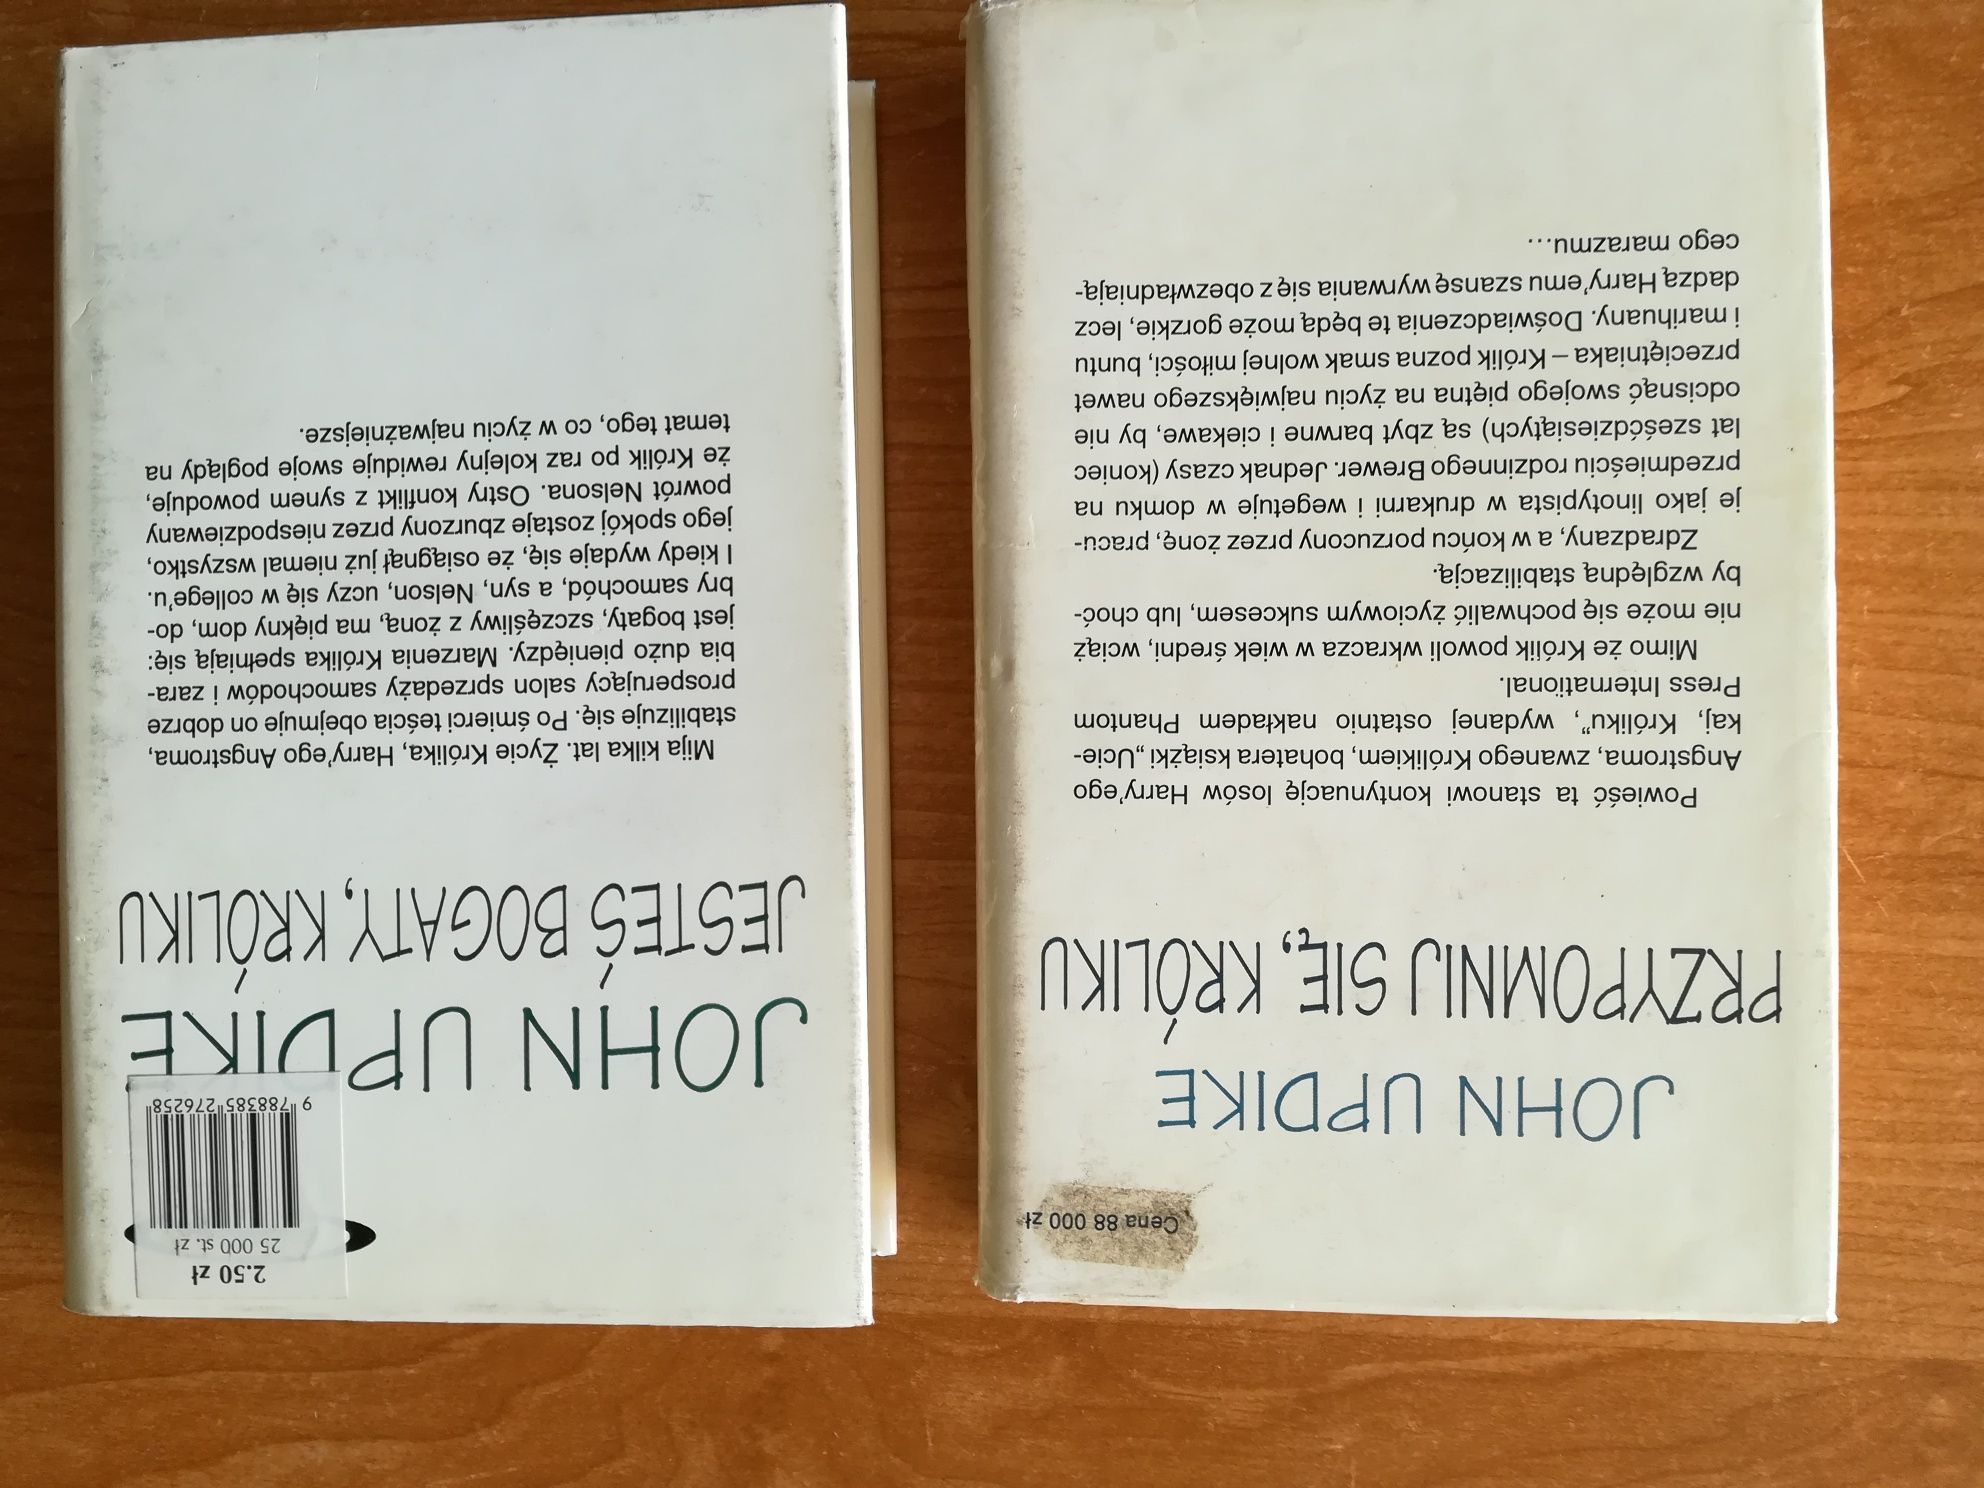 Cena 88 000 zł
JOHN UPDIKE
PRZYPOMNIJ SIĘ, KRÓLIKU
Powieść ta stanowi kontynuację losów Harry'ego
Angstroma, zwanego Królikiem, bohatera książki „Ucie-
kaj, Króliku”, wydanej ostatnio nakładem Phantom
Press International.
Mimo że Królik powoli wkracza w wiek średni, wciąż
nie może się pochwalić życiowym sukcesem, lub choć-
by względną stabilizacją.
Zdradzany, a w końcu porzucony przez żonę, pracu-
je jako linotypista w drukarni i wegetuje w domku na
przedmieściu rodzinnego Brewer. Jednak czasy (koniec
lat sześćdziesiątych) są zbyt barwne i ciekawe, by nie
odcisnąć swojego piętna na życiu największego nawet
przeciętniaka – Królik pozna smak wolnej miłości, buntu
i marihuany. Doświadczenia te będą może gorzkie, lecz
dadzą Harry'emu szansę wyrwania się z obezwładniają-
cego marazmu...
2.50 zł
25 000 st. zł
9 788385 276258
JOHN UPDIKE
JESTEŚ BOGATY, KRÓLIKU
Mija kilka lat. Życie Królika, Harry'ego Angstroma,
stabilizuje się. Po śmierci teścia obejmuje on dobrze
prosperujący salon sprzedaży samochodów i zara-
bia dużo pieniędzy. Marzenia Królika spełniają się:
jest bogaty, szczęśliwy z żoną, ma piękny dom, do-
bry samochód, a syn, Nelson, uczy się w college'u.
I kiedy wydaje się, że osiągnął już niemal wszystko,
jego spokój zostaje zburzony przez niespodziewany
powrót Nelsona. Ostry konflikt z synem powoduje,
że Królik po raz kolejny rewiduje swoje poglądy na
temat tego, co w życiu najważniejsze.